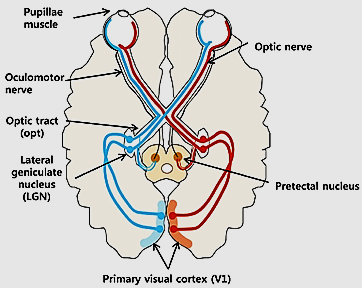 Pupillae
muscle
Optic nerve
Oculomotor
nerve
Optic tract
(opt)
Lateral
geniculate
nucleus
(LGN)
Pretectal nucleus
Primary visual cortex (V1)